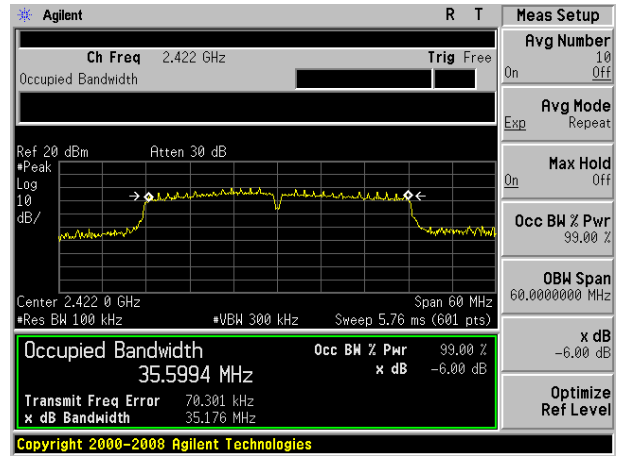 Agilent R T
Ch Freq 2.422 GHz Trig Free
Occupied Bandwidth
Ref 20 dBm Atten 30 dB
#Peak
Log
10
dB/
Center 2.422 0 GHz Span 60 MHz
#Res BW 100 kHz #VBW 300 kHz Sweep 5.76 ms (601 pts)
Occupied Bandwidth Occ BW % Pwr 99.00 %
35.5994 MHz x dB -6.00 dB
Transmit Freq Error 70.301 kHz
x dB Bandwidth 35.176 MHz
Copyright 2000-2008 Agilent Technologies
Meas Setup
Avg Number
10
On Off
Avg Mode
Exp Repeat
Max Hold
On Off
Occ BW % Pwr
99.00 %
OBW Span
60.0000000 MHz
x dB
-6.00 dB
Optimize
Ref Level